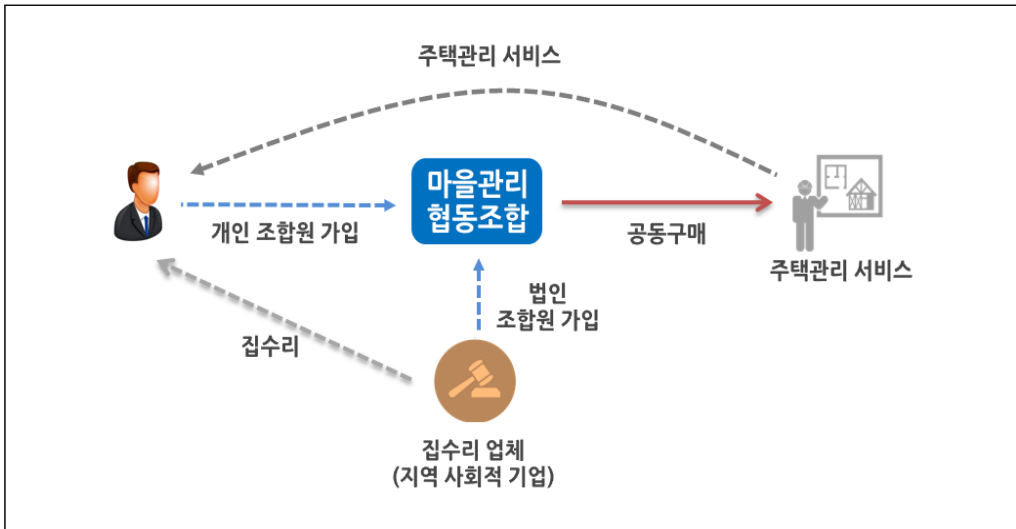 주택관리 서비스
마을관리
협동조합
개인 조합원 가입
공동구매
주택관리 서비스
법인
조합원 가입
집수리
집수리 업체
(지역 사회적 기업)